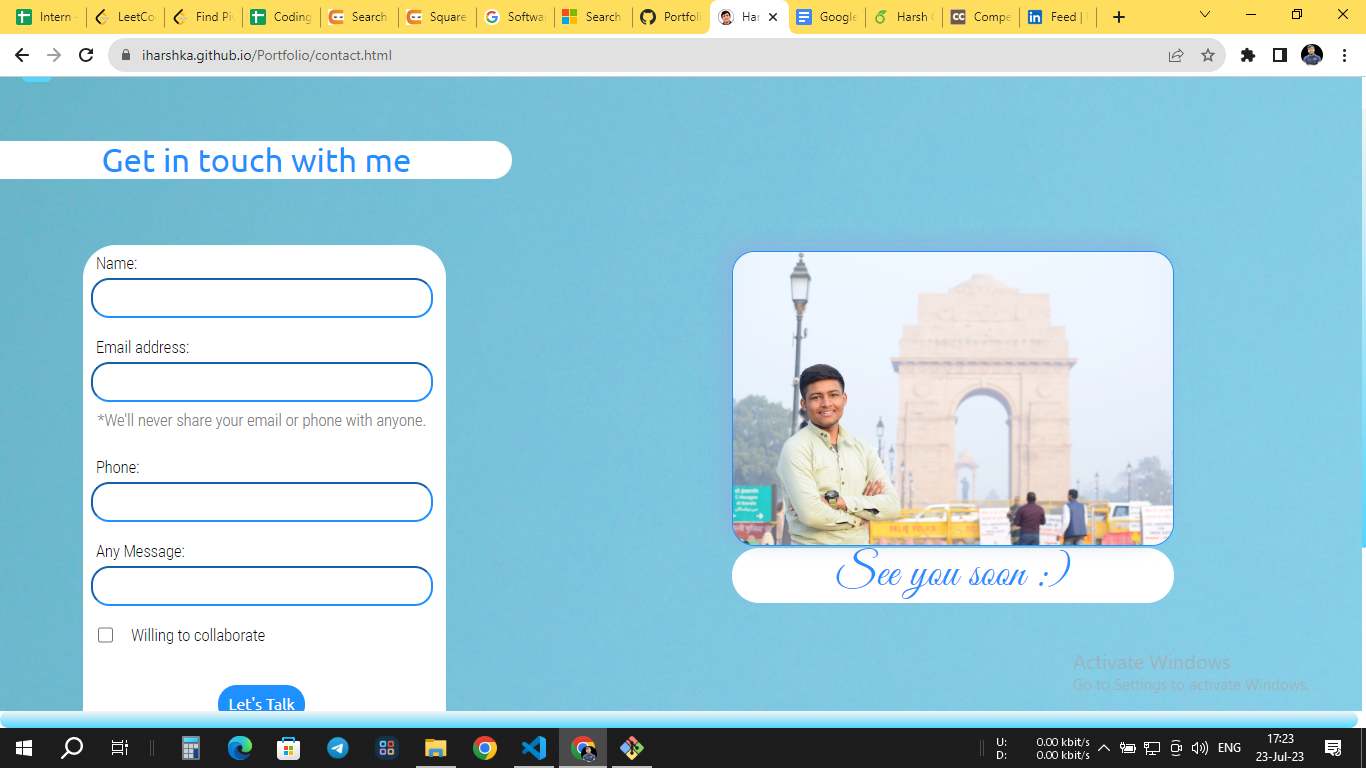 Intern -
LeetCo
Find Pi
Coding
Search
Square
Softwa
Search
Portfoli
Har
Google
Harsh
Compe
Feed |
iharshka.github.io/Portfolio/contact.html
Get in touch with me
Name:
Email address:
*We'll never share your email or phone with anyone.
Phone:
Any Message:
Willing to collaborate
Let's Talk
DELHI POLICE
See you soon :)
Activate Windows
Go to Settings to activate Windows.
U: 0.00 kbit/s
D: 0.00 kbit/s
ENG
17:23
23-Jul-23